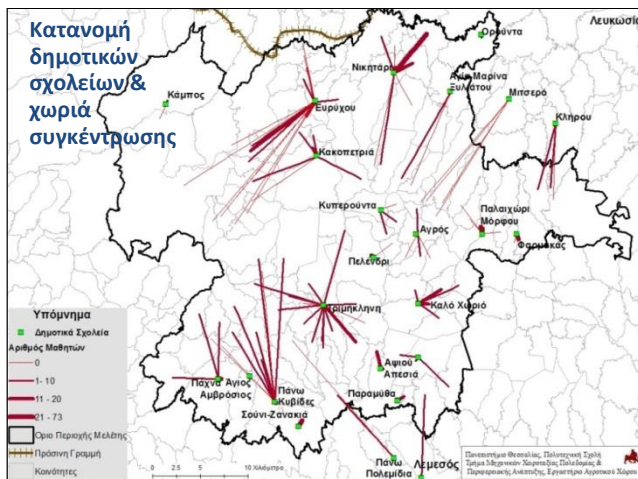 Κατανομή
δημοτικών
σχολείων &
χωριά
συγκέντρωσης
Λευκωσί
Ορούντα
Νικητάρι
Αγία Μαρίνα
Ξυλιάτου
Μιτσερό
Κάμπος
Ευρύχου
Κλήρου
Κακοπετριά
Κυπερούντα
Αγρός
Παλαιχώρι
Μόρφου
Φαρμακάς
Πελένδρι
Τριμήκληνη
Καλό Χωριό
Αψιού
Απεσιά
Πάχνα
Άγιος
Αμβρόσιος
Πάνω
Κυβίδες
Σούνι-Ζανακιά
Παραμύθα
Πάνω
Πολεμίδια
Λεμεσός
Υπόμνημα
Δημοτικά Σχολεία
Αριθμός Μαθητών
0
1-10
11 - 20
21 - 73
Όριο Περιοχής Μελέτης
Πράσινη Γραμμή
Κοινότητες
0
5
10
20 Χιλιόμετρα
Πανεπιστήμιο Θεσσαλίας, Πολυτεχνική Σχολή
Τμήμα Μηχανικών Χωροταξίας Πολεοδομίας &
Περιφερειακής Ανάπτυξης, Εργαστήριο Αγροτικού Χώρου